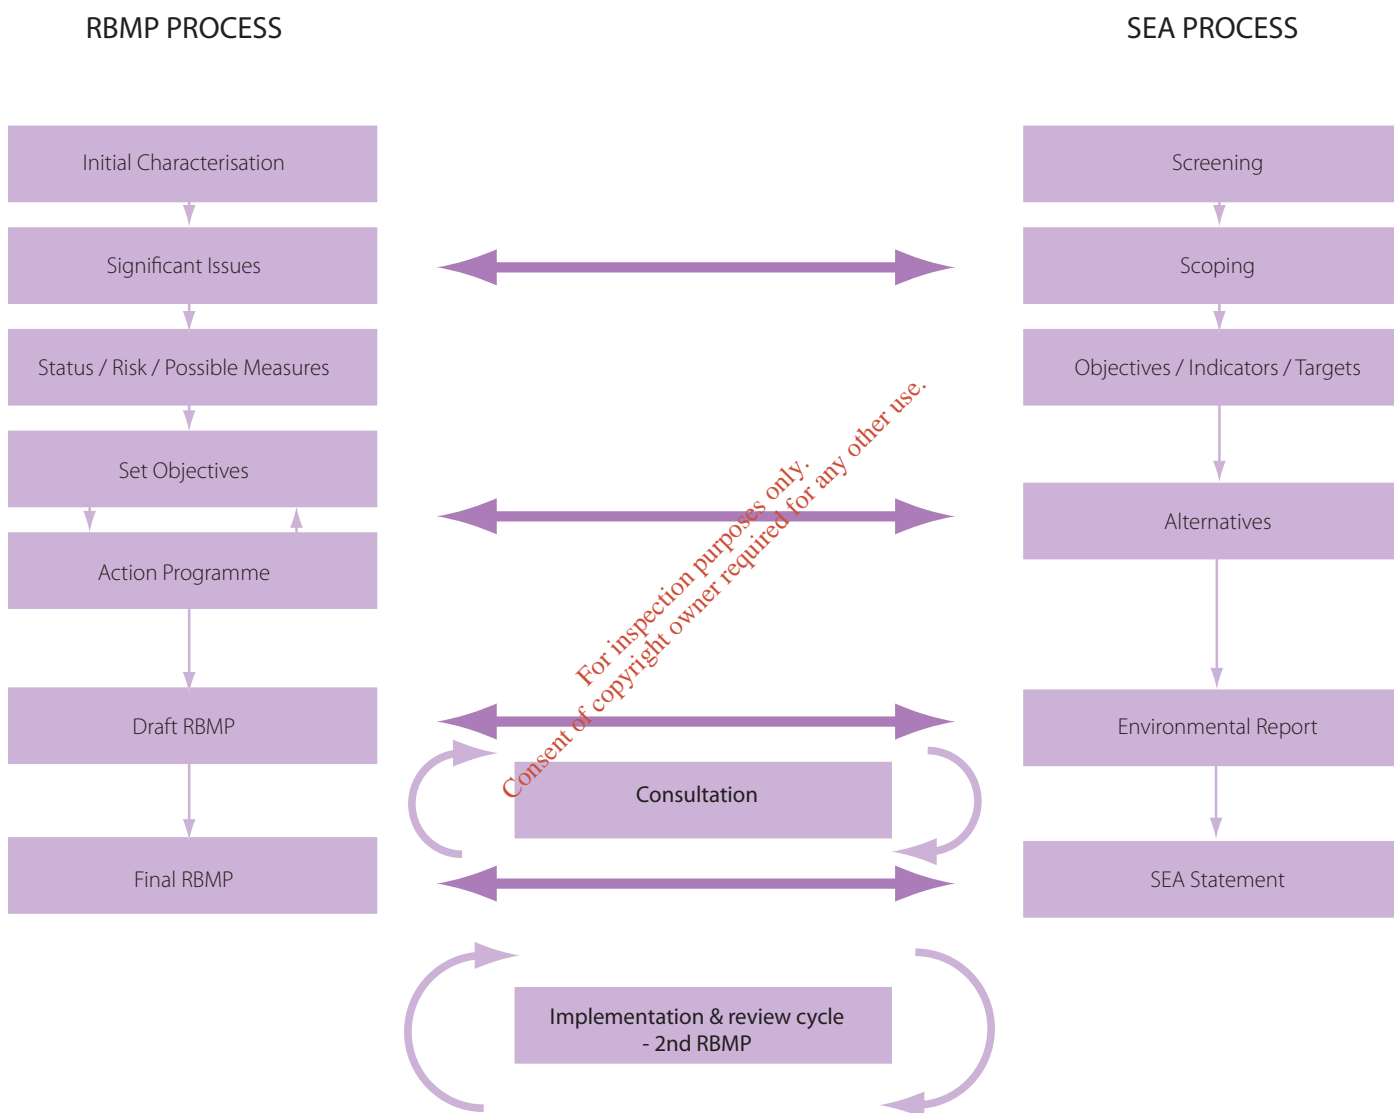 RBMP PROCESS
SEA PROCESS
Initial Characterisation
Screening
Significant Issues
Scoping
Status / Risk / Possible Measures
Objectives / Indicators / Targets
Set Objectives
Alternatives
Action Programme
For inspection purposes only.
Consent of copyright owner required for any other use.
Draft RBMP
Environmental Report
Consultation
Final RBMP
SEA Statement
Implementation & review cycle
- 2nd RBMP